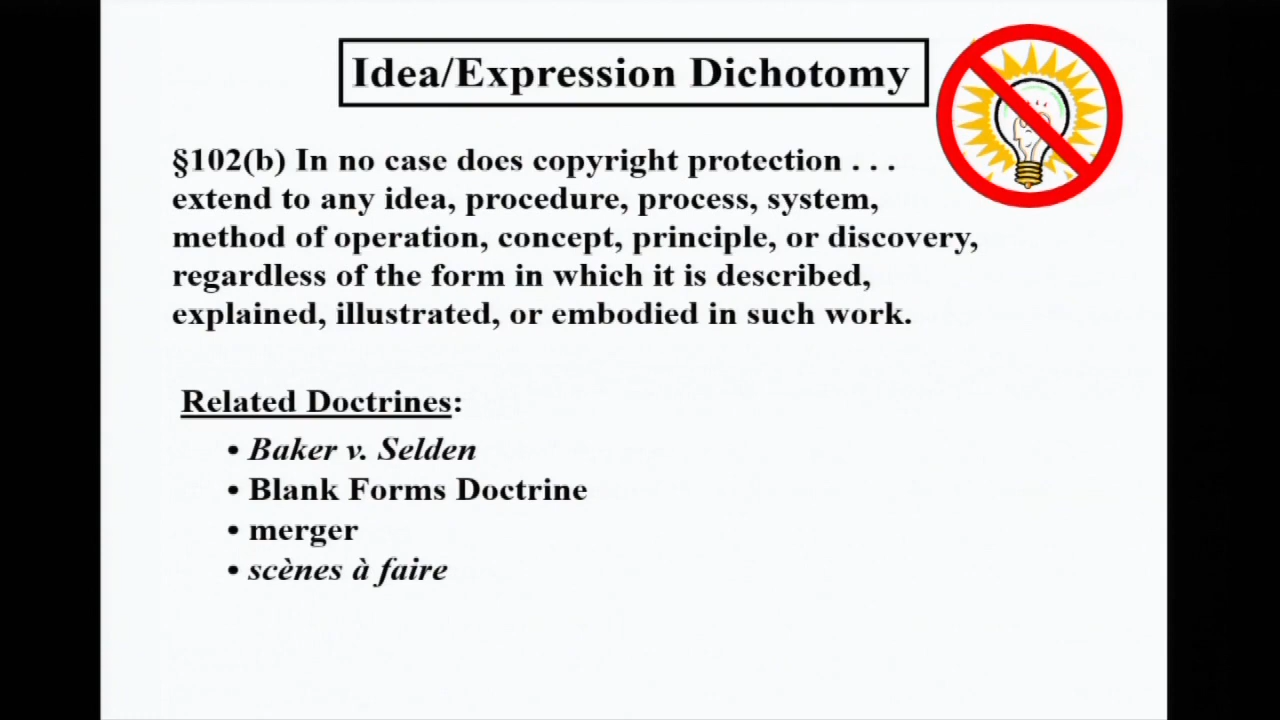 Idea/Expression Dichotomy
§102(b) In no case does copyright protection . . .
extend to any idea, procedure, process, system,
method of operation, concept, principle, or discovery,
regardless of the form in which it is described,
explained, illustrated, or embodied in such work.
Related Doctrines:
• Baker v. Selden
• Blank Forms Doctrine
• merger
• scènes à faire